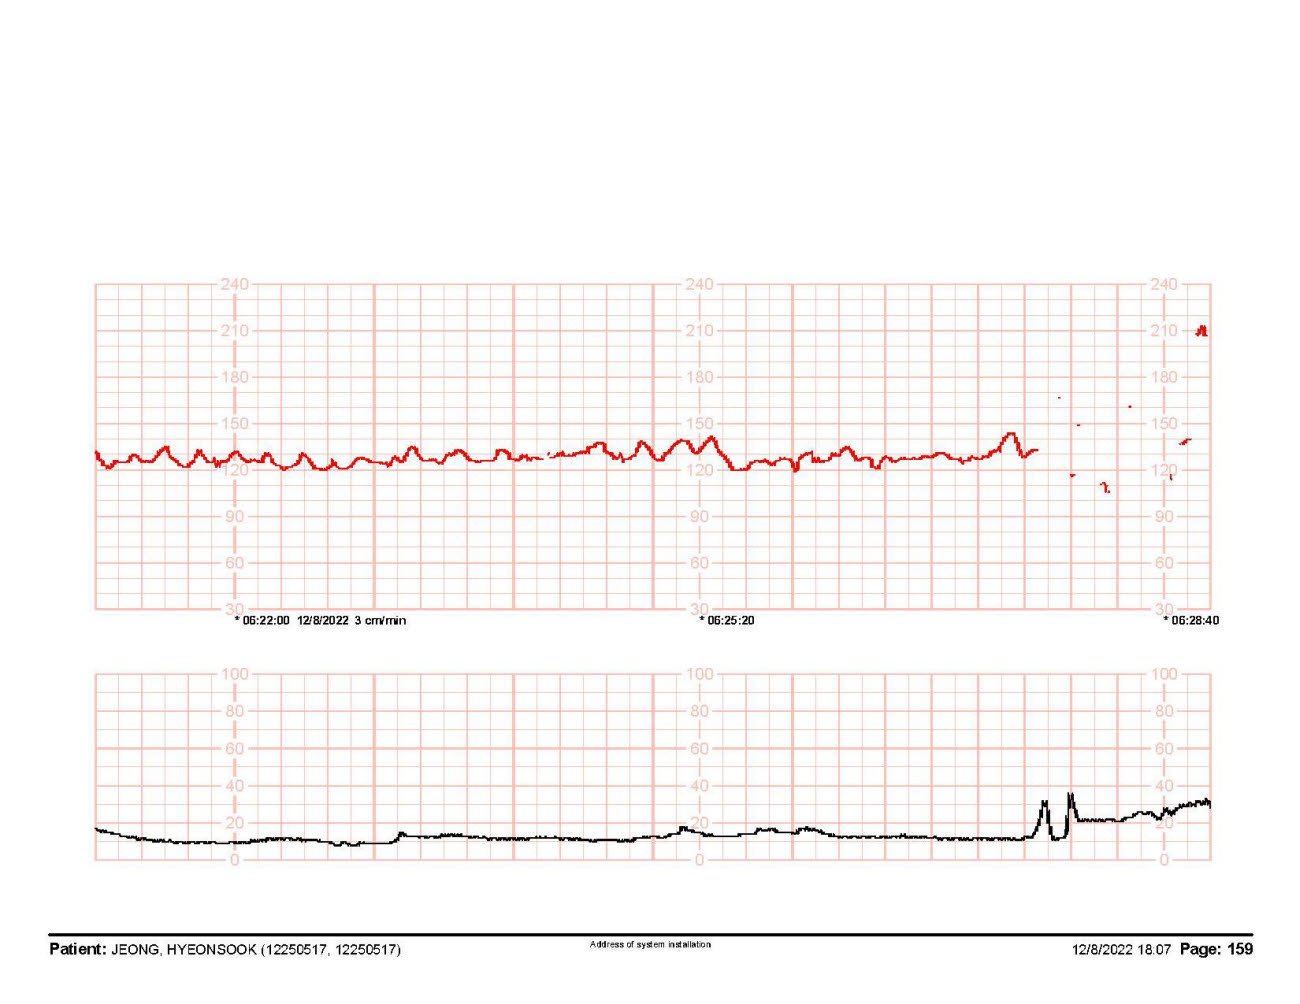 240 240 240
210 210 210
180 180 180
150 150 150
120 120 120
90 90 90
60 60 60
30 30 30
* 06:22:00 12/8/2022 3 cm/min * 06:25:20 * 06:28:40
100 100 100
80 80 80
60 60 60
40 40 40
20 20 20
0 0 0
Patient: JEONG, HYEONSOOK (12250517, 12250517) Address of system installation 12/8/2022 18:07 Page: 159